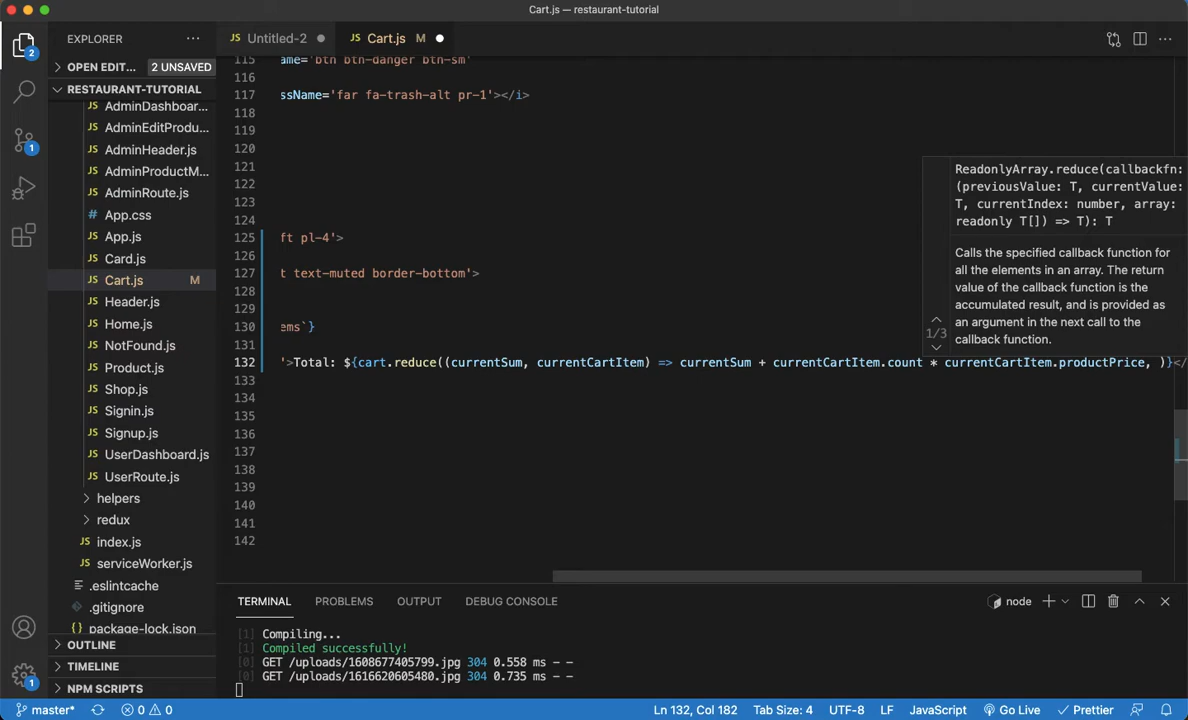 Cart.js — restaurant-tutorial
EXPLORER
JS Untitled-2
JS Cart.js M
OPEN EDIT... 2 UNSAVED
RESTAURANT-TUTORIAL
JS AdminDashboar...
JS AdminEditProdu...
JS AdminHeader.js
JS AdminProductM...
JS AdminRoute.js
# App.css
JS App.js
JS Card.js
JS Cart.js M
JS Header.js
JS Home.js
JS NotFound.js
JS Product.js
JS Shop.js
JS Signin.js
JS Signup.js
JS UserDashboard.js
JS UserRoute.js
helpers
redux
JS index.js
JS serviceWorker.js
.eslintcache
.gitignore
{} package-lock.json
OUTLINE
TIMELINE
NPM SCRIPTS
2
1
1
115 ame='btn btn-danger btn-sm'
116
117 ssName='far fa-trash-alt pr-1'></i>
118
119
120
121
122
123
124
125 ft pl-4'>
126
127 t text-muted border-bottom'>
128
129
130 ems`}
131
132 '>Total: ${cart.reduce((currentSum, currentCartItem) => currentSum + currentCartItem.count * currentCartItem.productPrice, )}</
133
134
135
136
137
138
139
140
141
142
ReadonlyArray.reduce(callbackfn:
(previousValue: T, currentValue:
T, currentIndex: number, array:
readonly T[]) => T): T
Calls the specified callback function for
all the elements in an array. The return
value of the callback function is the
accumulated result, and is provided as
an argument in the next call to the
callback function.
1/3
TERMINAL PROBLEMS OUTPUT DEBUG CONSOLE
node
[1] Compiling...
[1] Compiled successfully!
[0] GET /uploads/1608677405799.jpg 304 0.558 ms - -
[0] GET /uploads/1616620605480.jpg 304 0.735 ms - -
master* 0 0 Ln 132, Col 182 Tab Size: 4 UTF-8 LF JavaScript Go Live Prettier